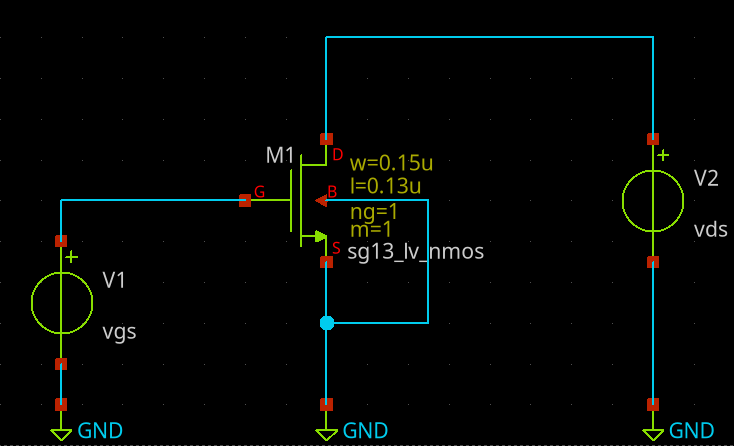 M1
D
w=0.15u
l=0.13u
G
B
ng=1
m=1
S
sg13_lv_nmos
+
V1
vgs
+
V2
vds
GND
GND
GND